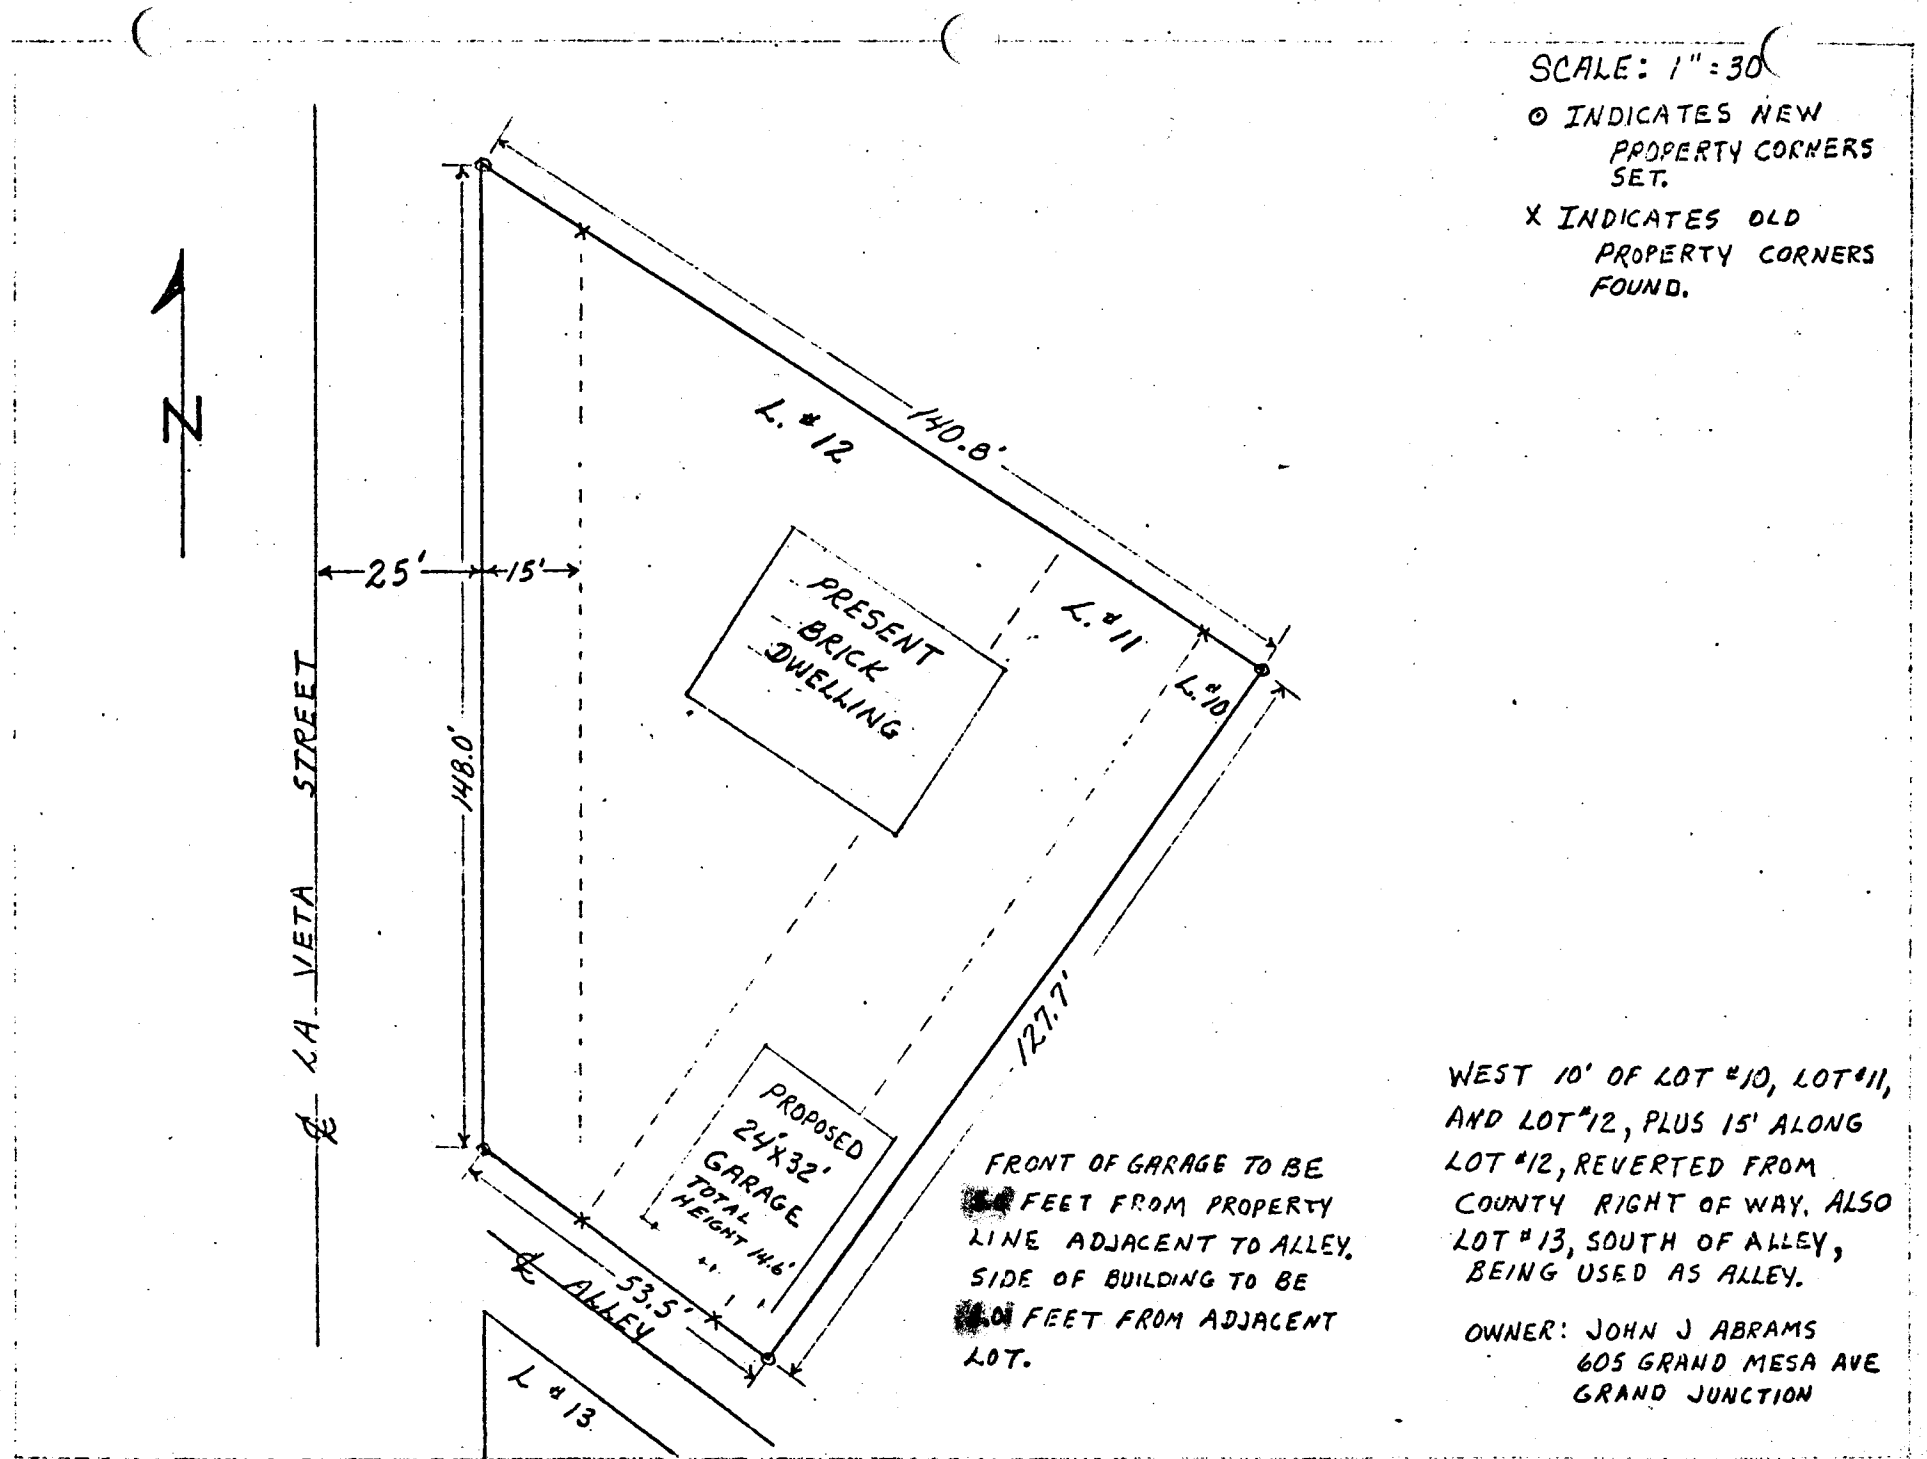 SCALE: 1" = 30
⊙ INDICATES NEW
PROPERTY CORNERS
SET.
X INDICATES OLD
PROPERTY CORNERS
FOUND.
N
L. #12
140.8'
25'
15'
PRESENT
BRICK
DWELLING
L. #11
L. #10
148.0'
℄ LA VETA STREET
127.7'
PROPOSED
24'X32'
GARAGE
TOTAL
HEIGHT 14.6'
53.5'
℄ ALLEY
L #13
FRONT OF GARAGE TO BE
FEET FROM PROPERTY
LINE ADJACENT TO ALLEY.
SIDE OF BUILDING TO BE
FEET FROM ADJACENT
LOT.
WEST 10' OF LOT #10, LOT #11,
AND LOT #12, PLUS 15' ALONG
LOT #12, REVERTED FROM
COUNTY RIGHT OF WAY. ALSO
LOT #13, SOUTH OF ALLEY,
BEING USED AS ALLEY.
OWNER: JOHN J ABRAMS
605 GRAND MESA AVE
GRAND JUNCTION